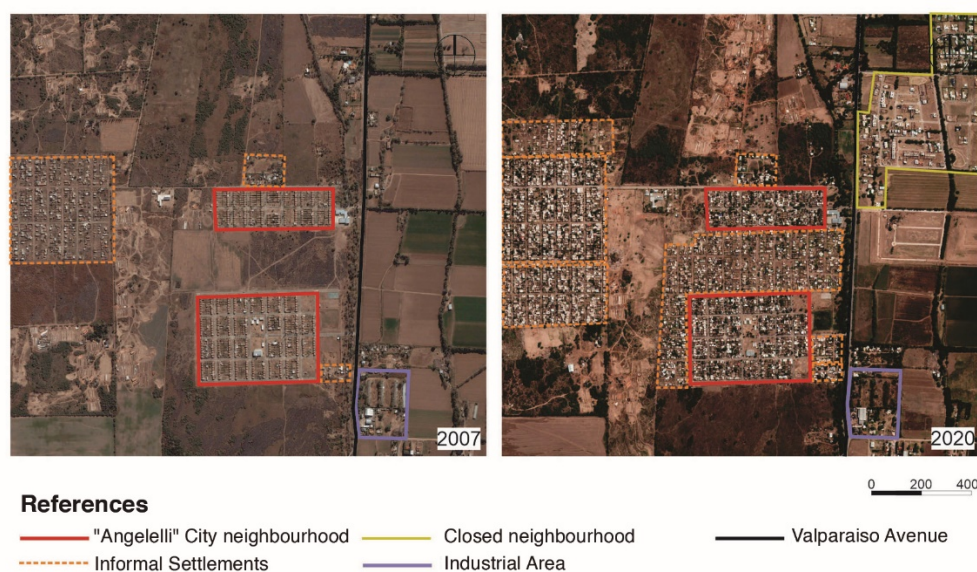 2007
2020
0 200 400
References
"Angelelli" City neighbourhood
Closed neighbourhood
Valparaiso Avenue
Informal Settlements
Industrial Area